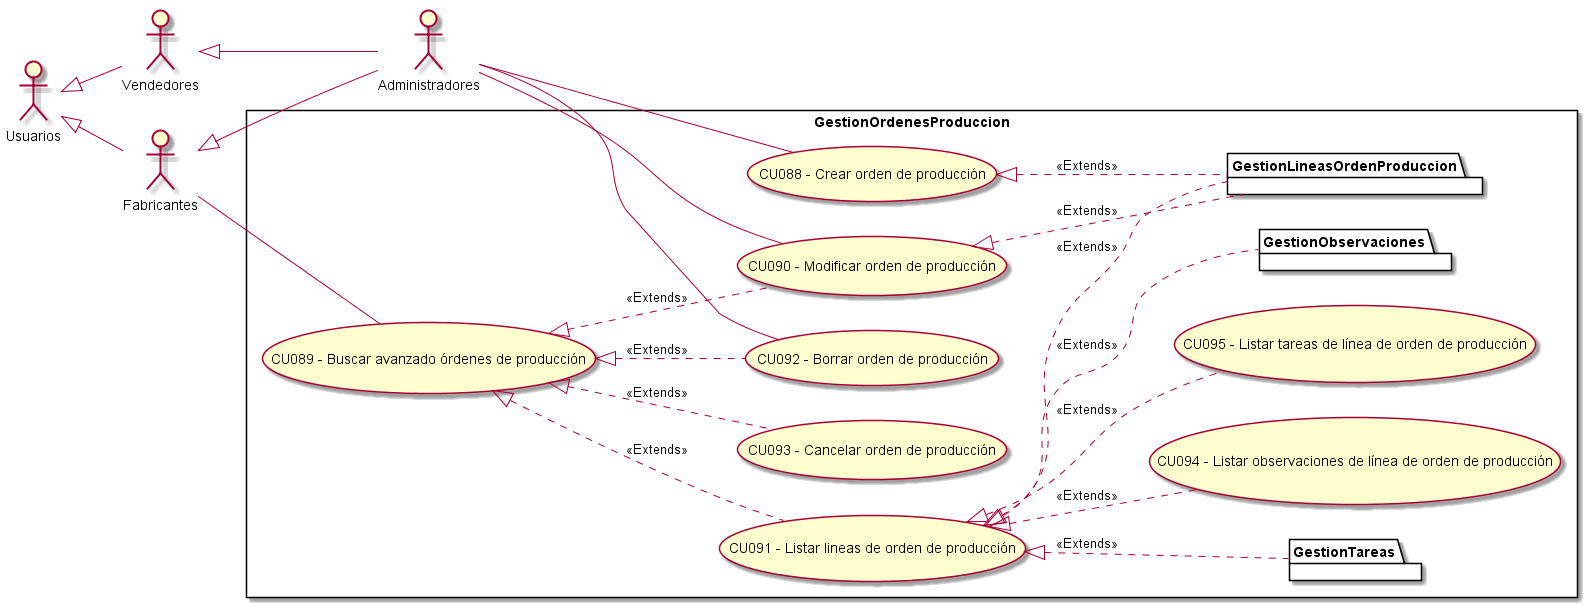 Usuarios
Vendedores
Fabricantes
Administradores
GestionOrdenesProduccion
CU088 - Crear orden de producción
«Extends»
GestionLineasOrdenProduccion
«Extends»
GestionObservaciones
«Extends»
CU090 - Modificar orden de producción
«Extends»
CU089 - Buscar avanzado órdenes de producción
«Extends»
CU092 - Borrar orden de producción
«Extends»
CU095 - Listar tareas de línea de orden de producción
«Extends»
«Extends»
CU093 - Cancelar orden de producción
«Extends»
CU094 - Listar observaciones de línea de orden de producción
«Extends»
CU091 - Listar lineas de orden de producción
«Extends»
GestionTareas